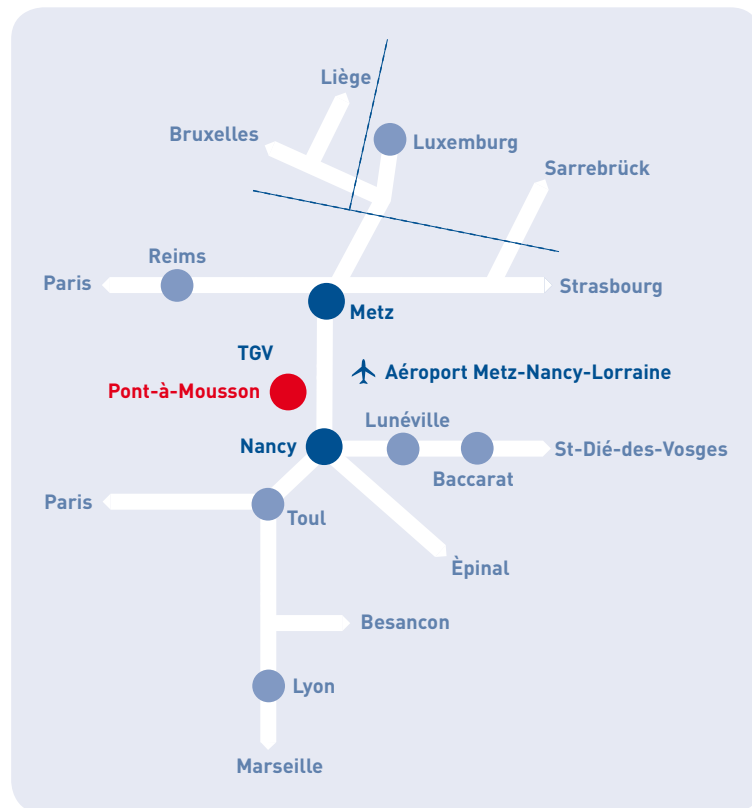 Liège
Bruxelles
Luxemburg
Sarrebrück
Reims
Paris
Strasbourg
Metz
TGV
Aéroport Metz-Nancy-Lorraine
Pont-à-Mousson
Lunéville
Nancy
St-Dié-des-Vosges
Baccarat
Paris
Toul
Èpinal
Besancon
Lyon
Marseille